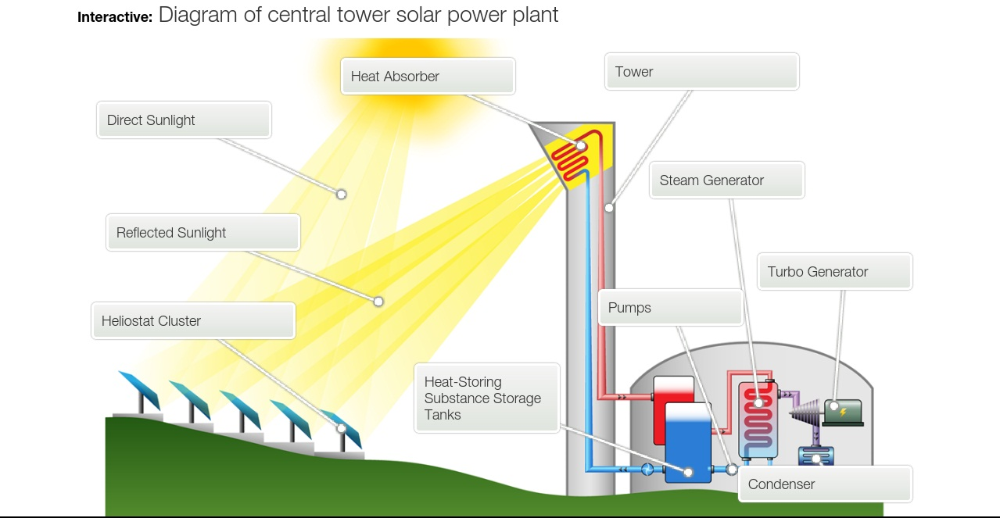 Interactive: Diagram of central tower solar power plant
Heat Absorber
Tower
Direct Sunlight
Steam Generator
Reflected Sunlight
Turbo Generator
Pumps
Heliostat Cluster
Heat-Storing
Substance Storage
Tanks
Condenser